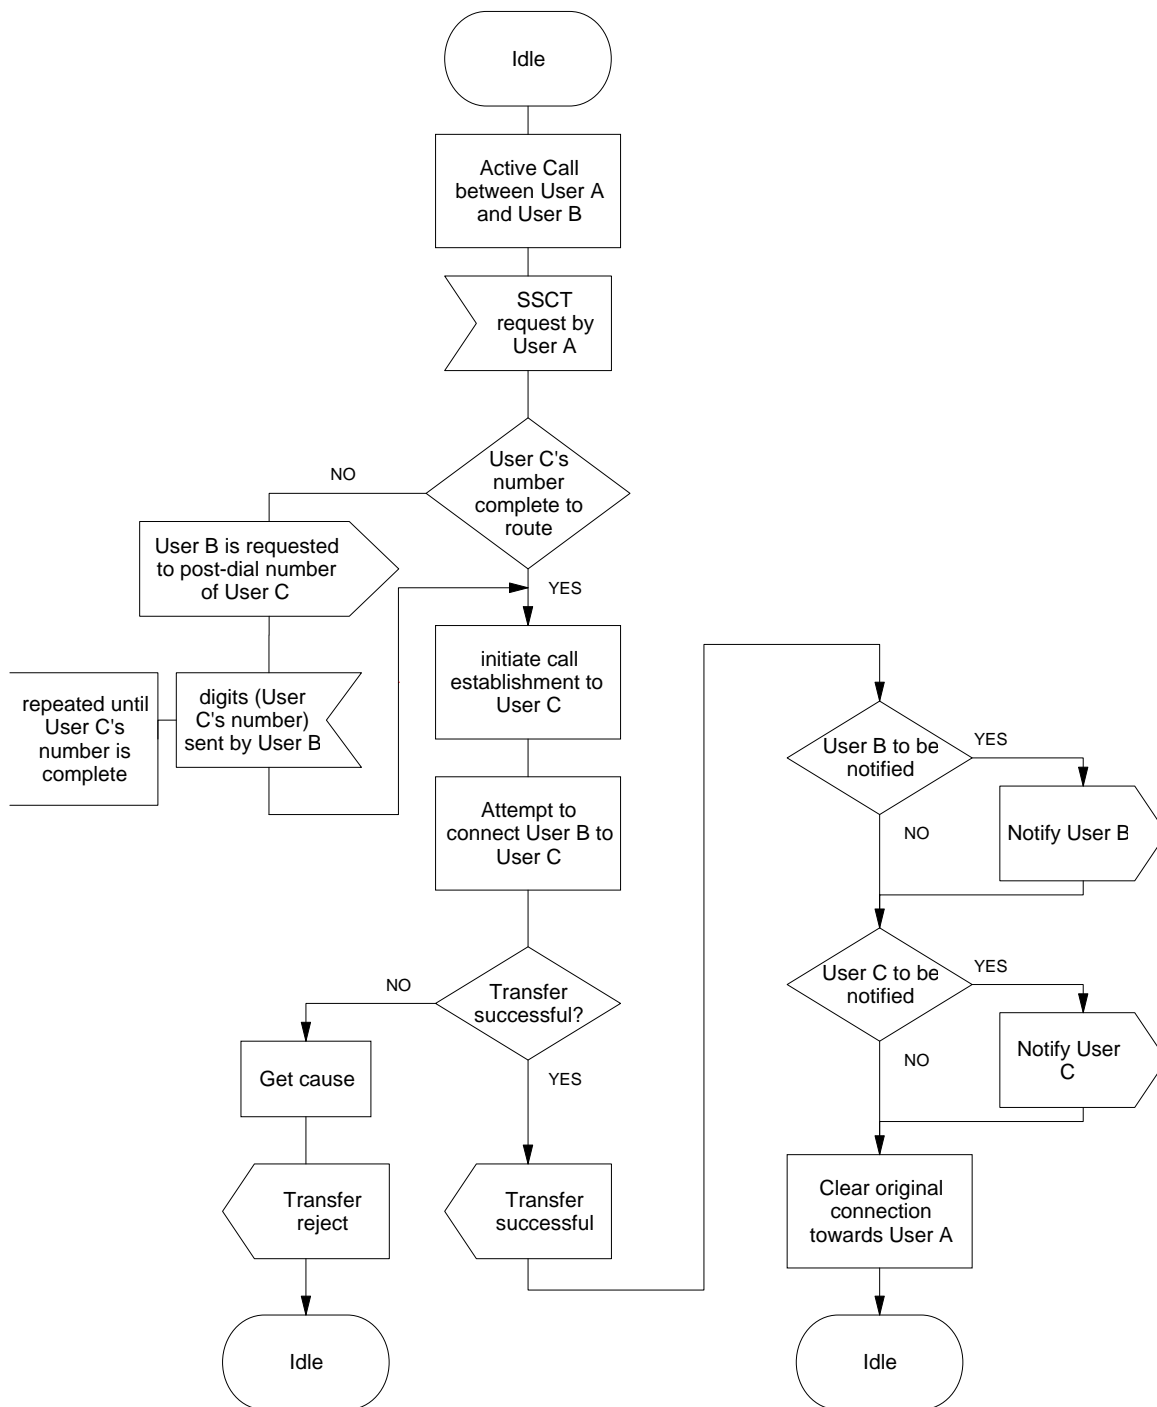 Idle
Active Call
between User A
and User B
SSCT
request by
User A
User C's
number
complete to
route
NO
YES
User B is requested
to post-dial number
of User C
digits (User
C's number)
sent by User B
repeated until
User C's
number is
complete
initiate call
establishment to
User C
Attempt to
connect User B to
User C
Transfer
successful?
NO
YES
Get cause
Transfer
reject
Idle
Transfer
successful
User B to be
notified
YES
NO
Notify User B
User C to be
notified
YES
NO
Notify User
C
Clear original
connection
towards User A
Idle